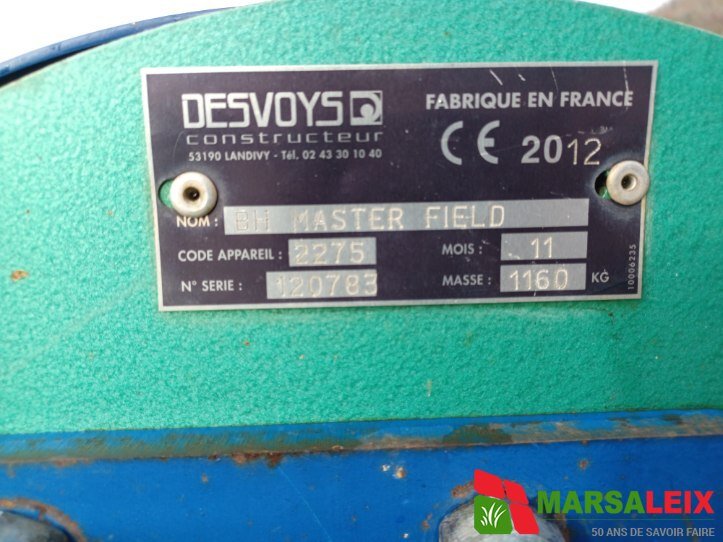 DESVOYS
constructeur
53190 LANDIVY - Tél. 02 43 30 10 40
FABRIQUE EN FRANCE
CE 2012
NOM : BH MASTER FIELD
CODE APPAREIL : 2275
MOIS : 11
N° SERIE : 120783
MASSE : 1160 KG
10006235
MARSALEIX
50 ANS DE SAVOIR FAIRE